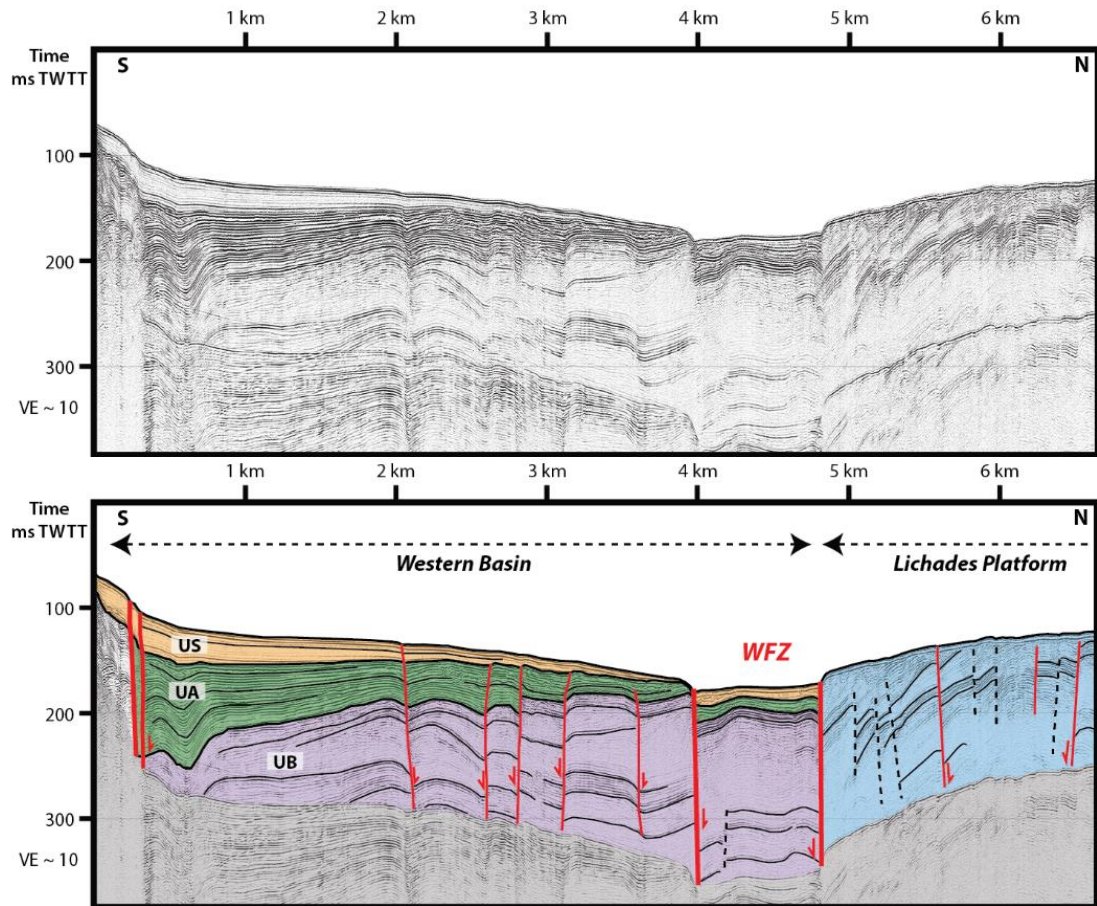 1 km 2 km 3 km 4 km 5 km 6 km
Time
ms TWTT
S N
100
200
300
VE ~ 10
1 km 2 km 3 km 4 km 5 km 6 km
Time
ms TWTT
S N
Western Basin Lichades Platform
100
US WFZ
UA
200
UB
300
VE ~ 10